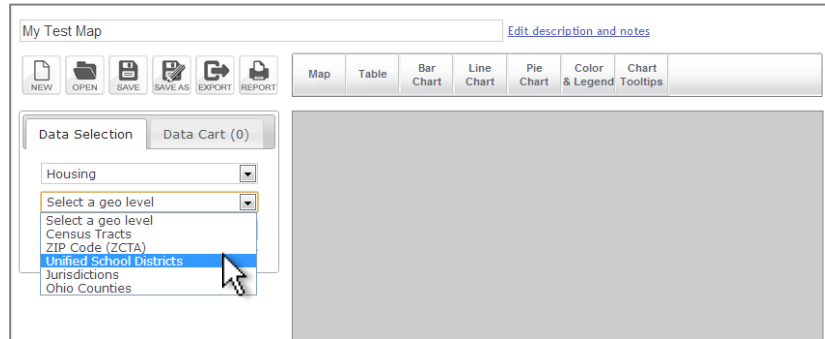 My Test Map
Edit description and notes
NEW OPEN SAVE SAVE AS EXPORT REPORT
Map Table Bar Chart Line Chart Pie Chart Color & Legend Chart Tooltips
Data Selection Data Cart (0)
Housing
Select a geo level
Select a geo level
Census Tracts
ZIP Code (ZCTA)
Unified School Districts
Jurisdictions
Ohio Counties